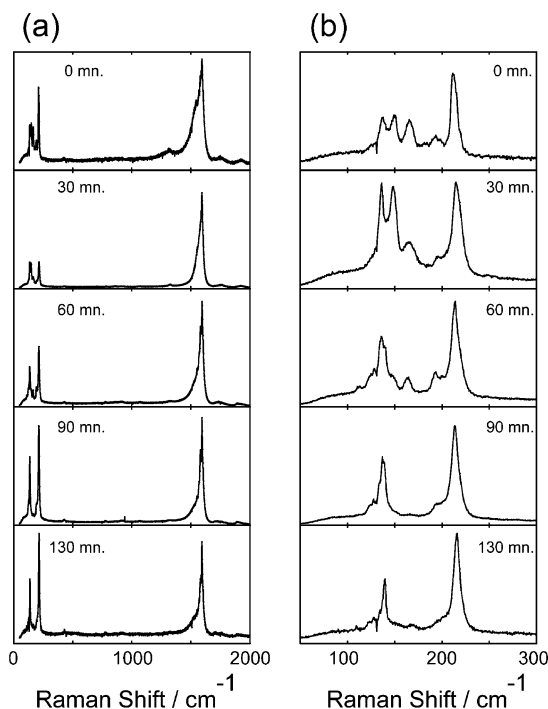 (a)
0 mn.
30 mn.
60 mn.
90 mn.
130 mn.
0 1000 2000
Raman Shift / cm-1
(b)
0 mn.
30 mn.
60 mn.
90 mn.
130 mn.
100 200 300
Raman Shift / cm-1